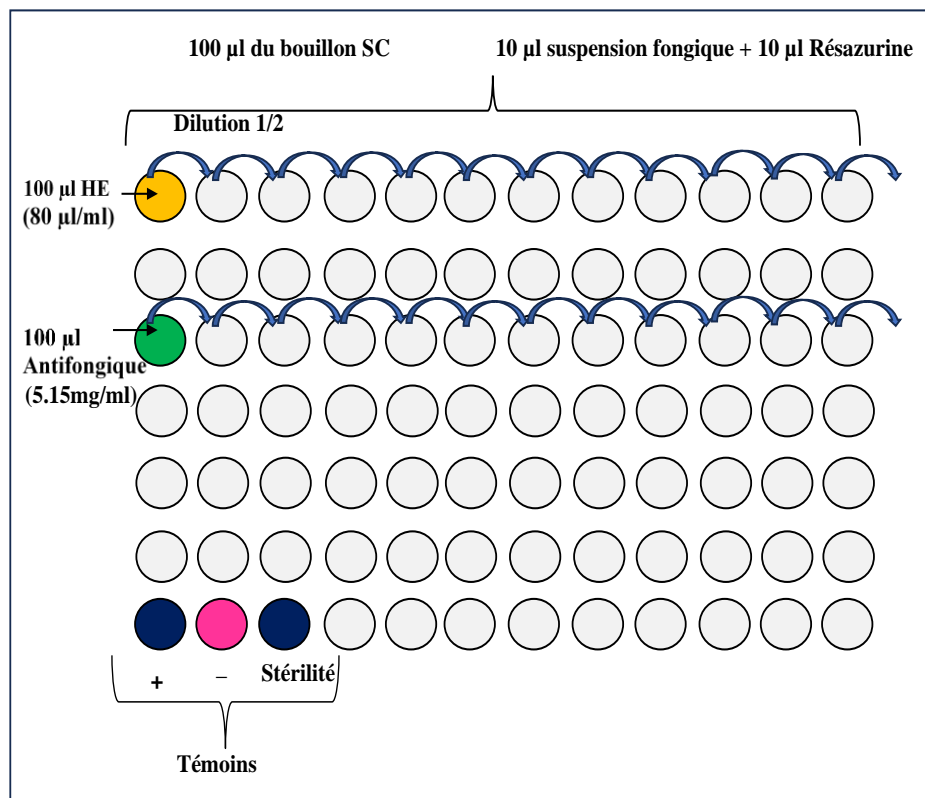 100 µl du bouillon SC
10 µl suspension fongique + 10 µl Résazurine
Dilution 1/2
100 µl HE
(80 µl/ml)
100 µl
Antifongique
(5.15mg/ml)
+
–
Stérilité
Témoins